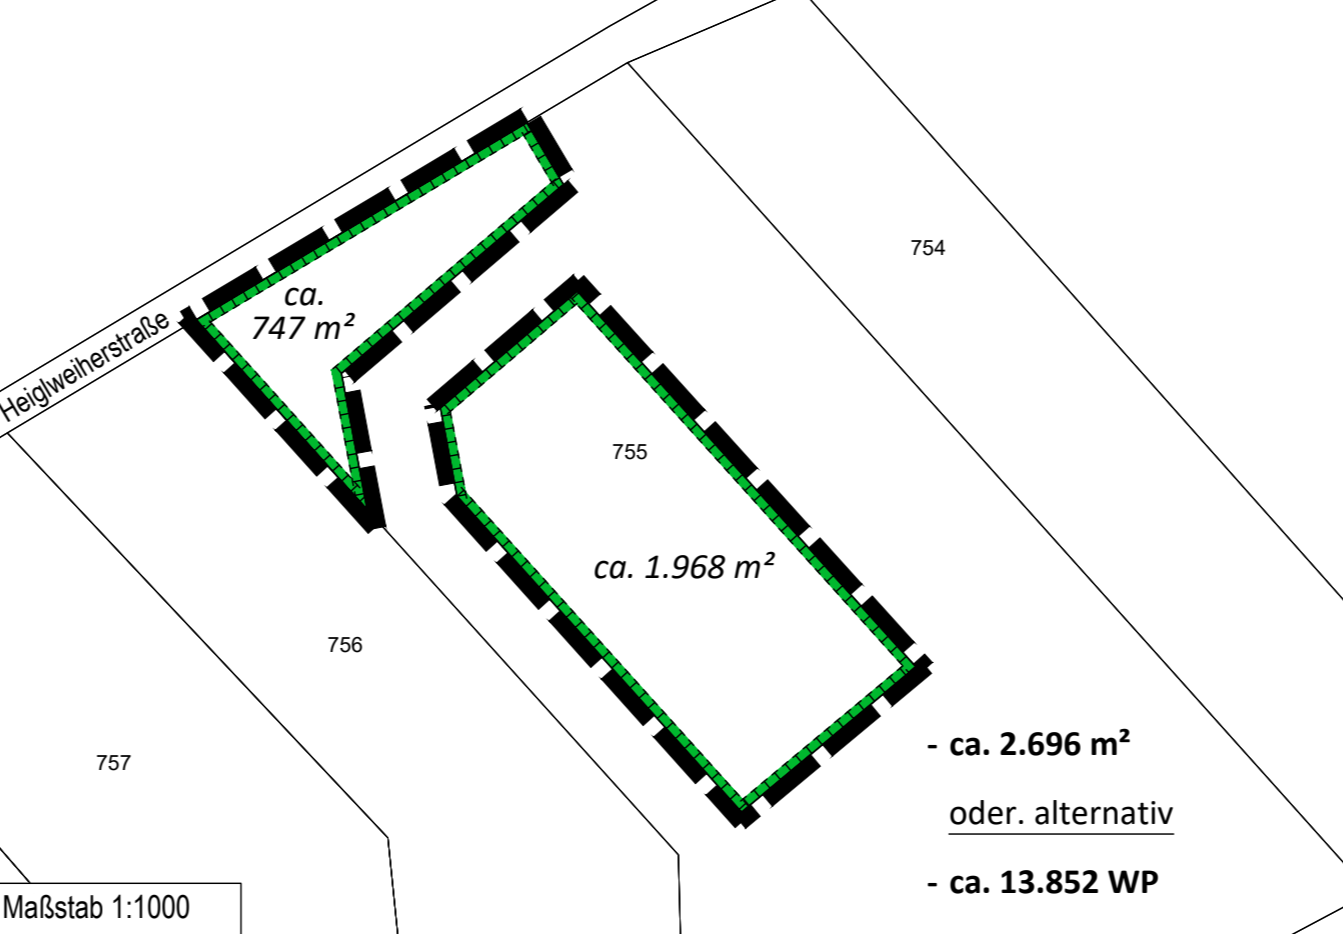 754
ca.
747 m²
Heiglweiherstraße
755
ca. 1.968 m²
756
- ca. 2.696 m²
757
oder. alternativ
- ca. 13.852 WP
Maßstab 1:1000